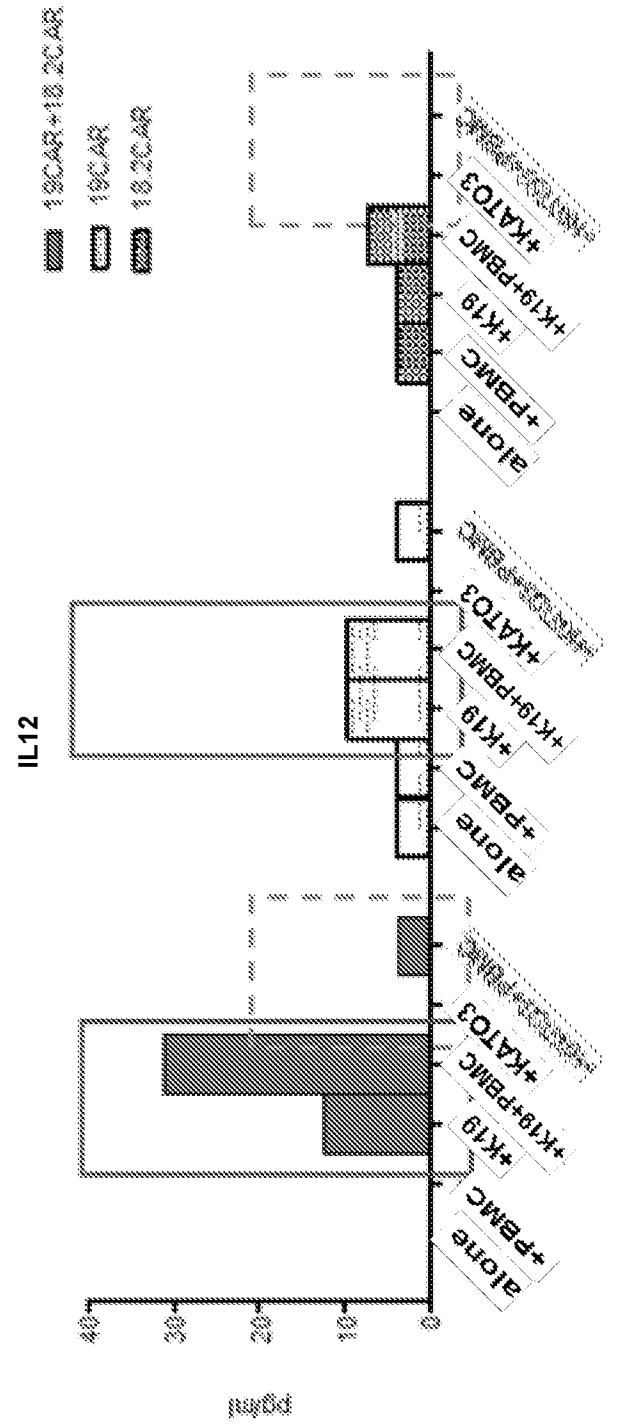 IL12
19CAR+18.2CAR
19CAR
18.2CAR
pg/ml
40
30
20
10
0
alone
+PBMC
+K19
+K19+PBMC
+KATO3
alone
+PBMC
+K19
+K19+PBMC
+KATO3
alone
+PBMC
+K19
+K19+PBMC
+KATO3